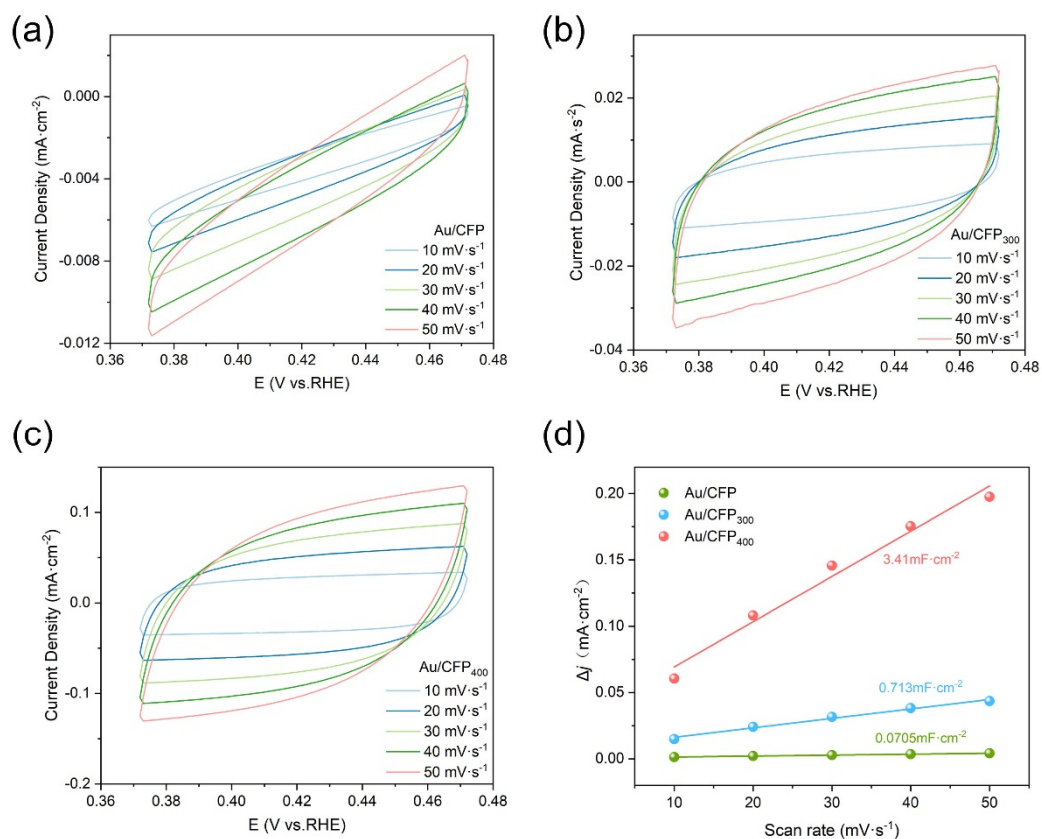 (a)
0.000
-0.004
-0.008
-0.012
Current Density (mA·cm⁻²)
Au/CFP
10 mV·s⁻¹
20 mV·s⁻¹
30 mV·s⁻¹
40 mV·s⁻¹
50 mV·s⁻¹
0.36 0.38 0.40 0.42 0.44 0.46 0.48
E (V vs.RHE)
(b)
0.02
0.00
-0.02
-0.04
Current Density (mA·s⁻²)
Au/CFP₃₀₀
10 mV·s⁻¹
20 mV·s⁻¹
30 mV·s⁻¹
40 mV·s⁻¹
50 mV·s⁻¹
0.36 0.38 0.40 0.42 0.44 0.46 0.48
E (V vs.RHE)
(c)
0.1
0.0
-0.1
-0.2
Current Density (mA·cm⁻²)
Au/CFP₄₀₀
10 mV·s⁻¹
20 mV·s⁻¹
30 mV·s⁻¹
40 mV·s⁻¹
50 mV·s⁻¹
0.36 0.38 0.40 0.42 0.44 0.46 0.48
E (V vs.RHE)
(d)
0.20
0.15
0.10
0.05
0.00
Δj（mA·cm⁻²)
Au/CFP
Au/CFP₃₀₀
Au/CFP₄₀₀
3.41mF·cm⁻²
0.713mF·cm⁻²
0.0705mF·cm⁻²
10 20 30 40 50
Scan rate (mV·s⁻¹)